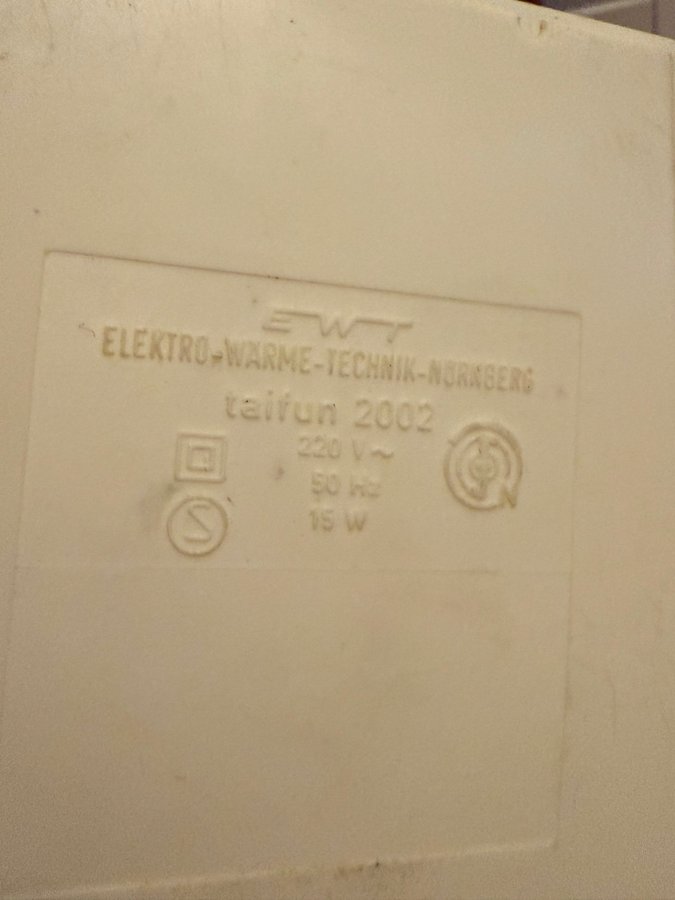 EWT
ELEKTRO-WÄRME-TECHNIK-NÜRNBERG
taifun 2002
220 V~
50 Hz
15 W
S
N